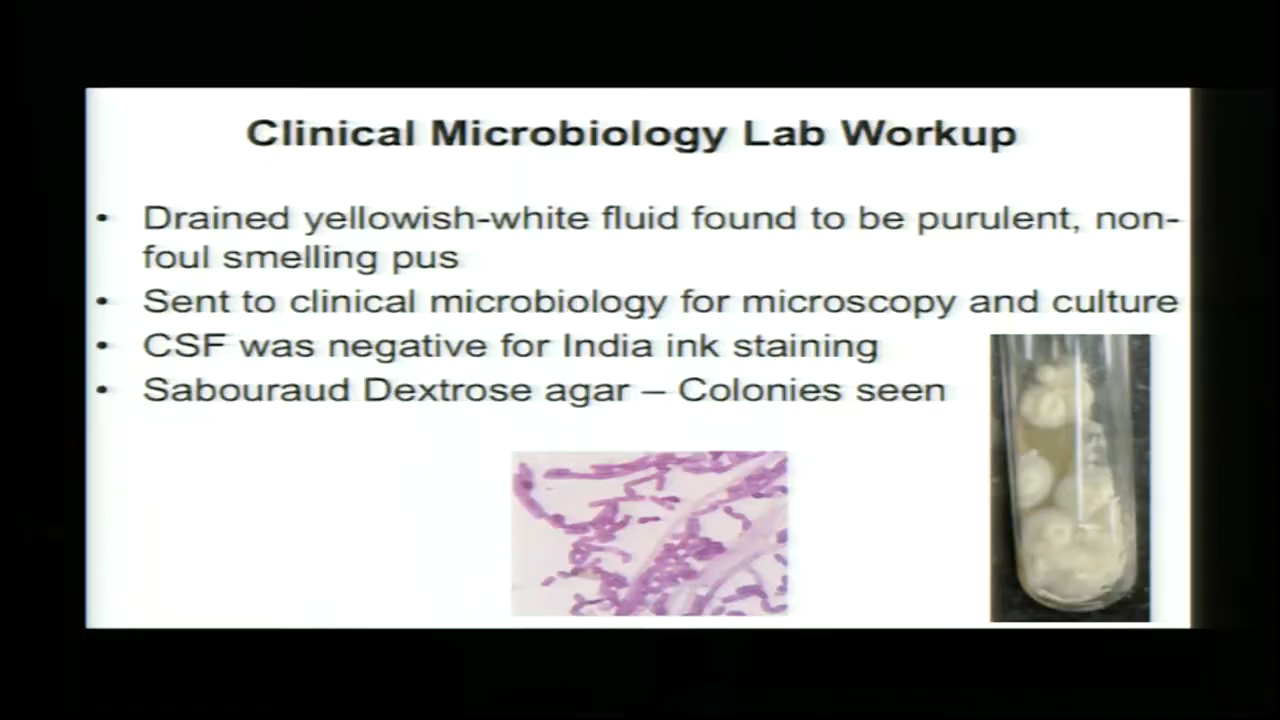 Clinical Microbiology Lab Workup
• Drained yellowish-white fluid found to be purulent, non-
foul smelling pus
• Sent to clinical microbiology for microscopy and culture
• CSF was negative for India ink staining
• Sabouraud Dextrose agar – Colonies seen